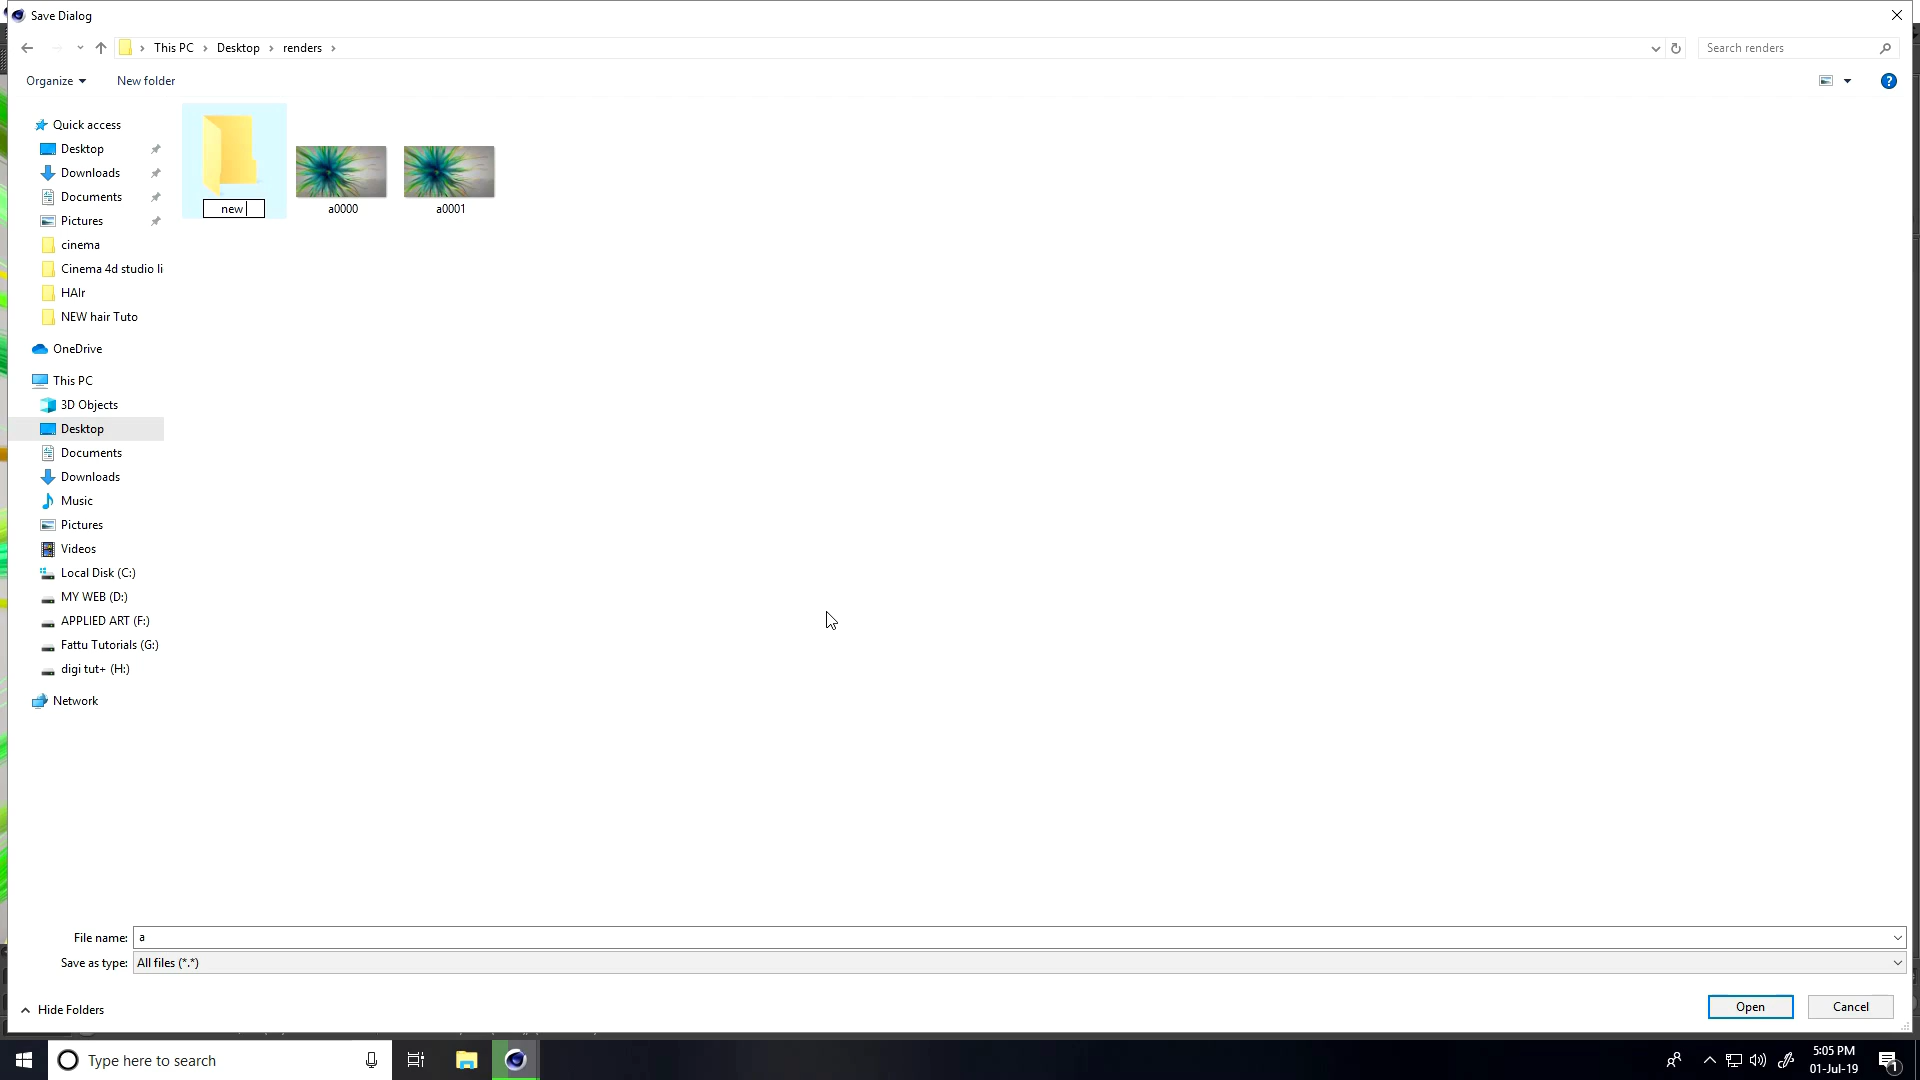 Save Dialog
This PC
Desktop
renders
Search renders
Organize
New folder
Quick access
Desktop
Downloads
Documents
Pictures
cinema
Cinema 4d studio li
HAIr
NEW hair Tuto
OneDrive
This PC
3D Objects
Desktop
Documents
Downloads
Music
Pictures
Videos
Local Disk (C:)
MY WEB (D:)
APPLIED ART (F:)
Fattu Tutorials (G:)
digi tut+ (H:)
Network
new
a0000
a0001
File name: a
Save as type: All files (*.*)
Hide Folders
Open
Cancel
Type here to search
5:05 PM
01-Jul-19
1